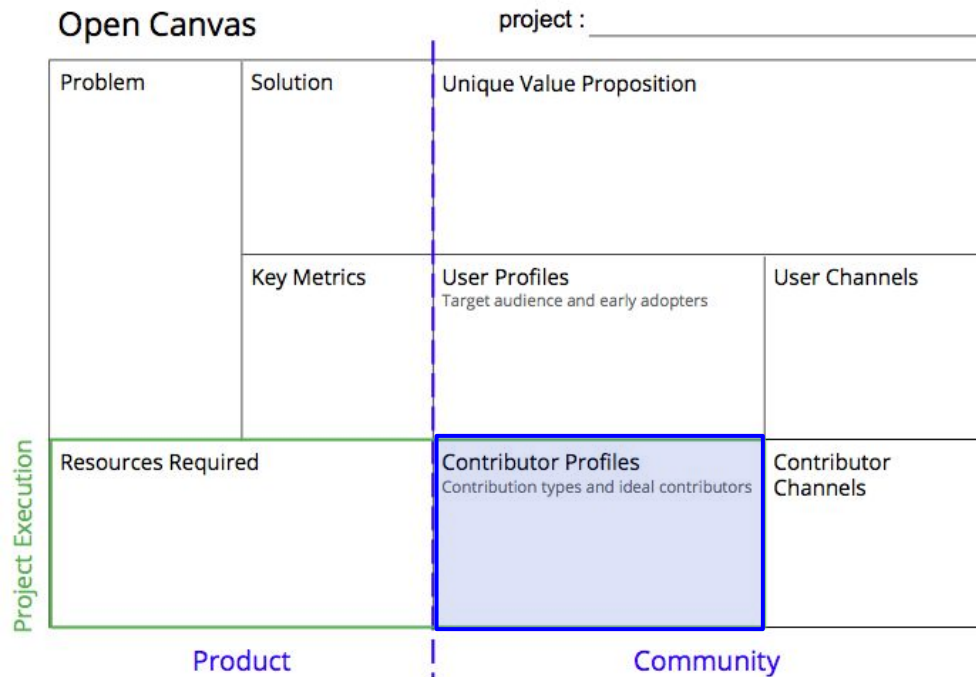 Open Canvas
project :
Problem
Solution
Unique Value Proposition
Key Metrics
User Profiles
Target audience and early adopters
User Channels
Project Execution
Resources Required
Contributor Profiles
Contribution types and ideal contributors
Contributor
Channels
Product
Community